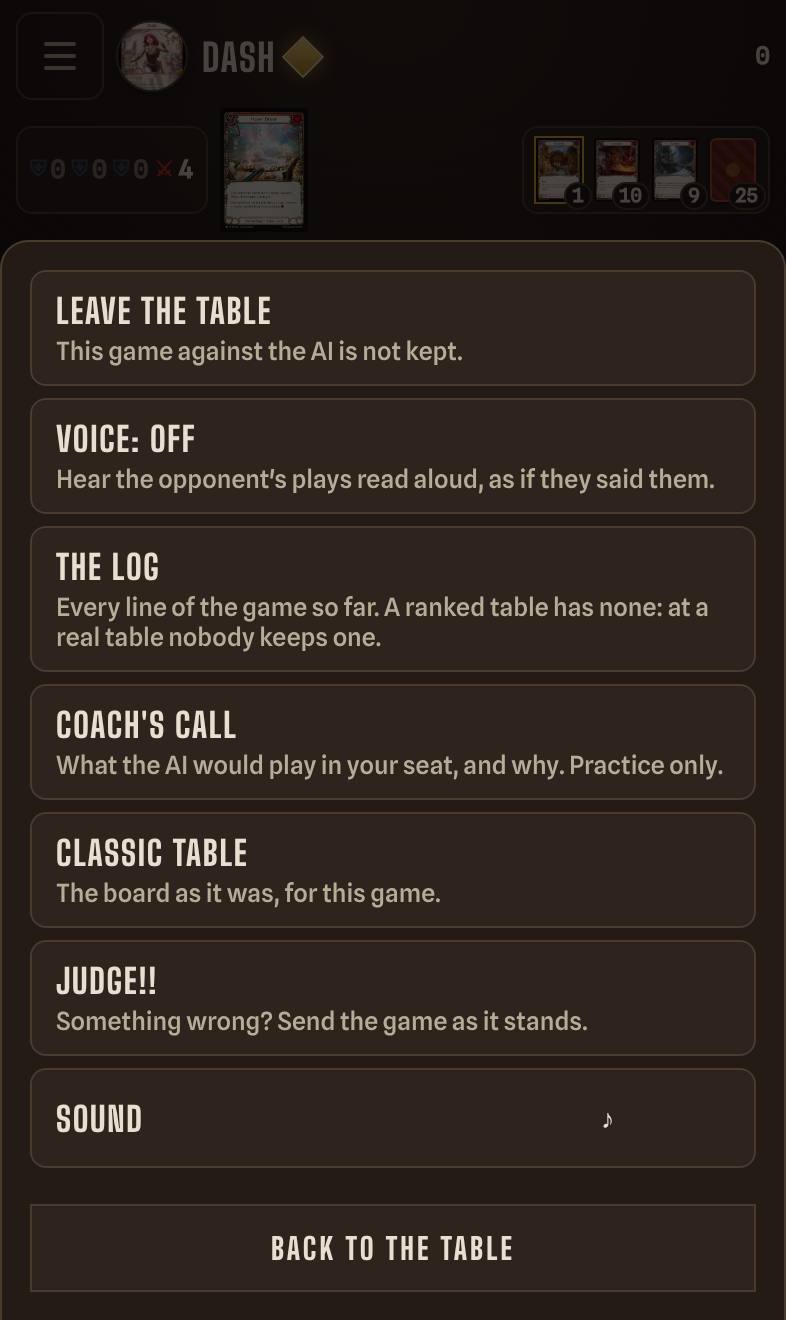 DASH
0
0 0 0 4
1 10 9 25
LEAVE THE TABLE
This game against the AI is not kept.
VOICE: OFF
Hear the opponent's plays read aloud, as if they said them.
THE LOG
Every line of the game so far. A ranked table has none: at a
real table nobody keeps one.
COACH'S CALL
What the AI would play in your seat, and why. Practice only.
CLASSIC TABLE
The board as it was, for this game.
JUDGE!!
Something wrong? Send the game as it stands.
SOUND
BACK TO THE TABLE